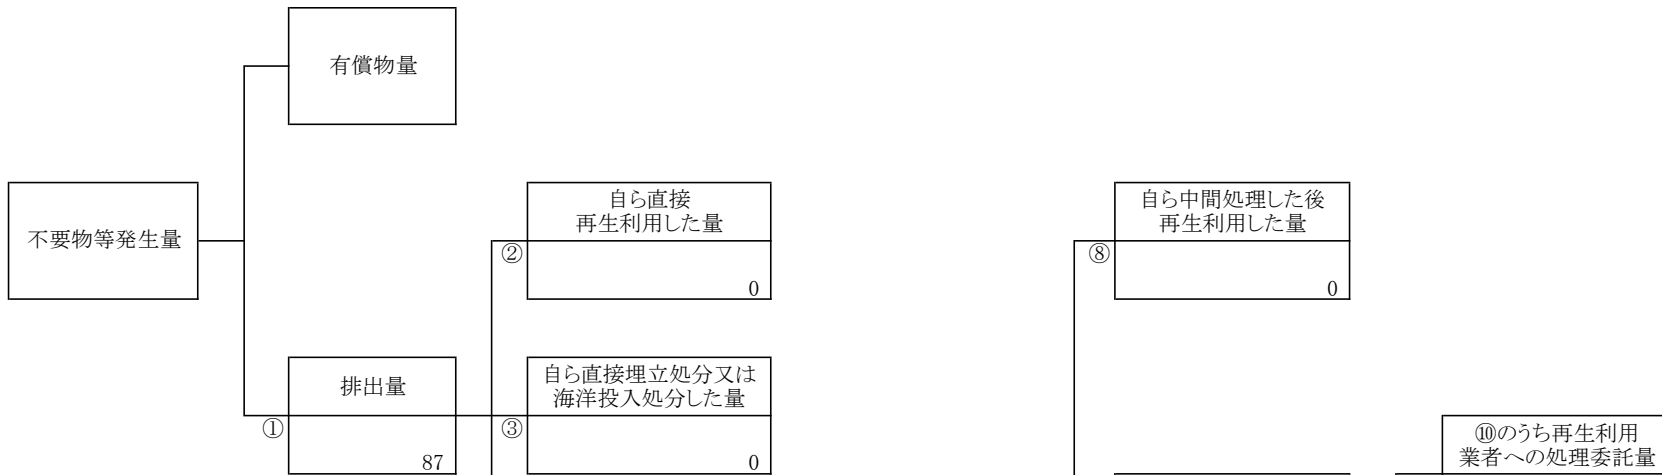 有償物量
不要物等発生量
自ら直接
再生利用した量
②
0
自ら中間処理した後
再生利用した量
⑧
0
排出量
①
87
自ら直接埋立処分又は
海洋投入処分した量
③
0
⑩のうち再生利用
業者への処理委託量